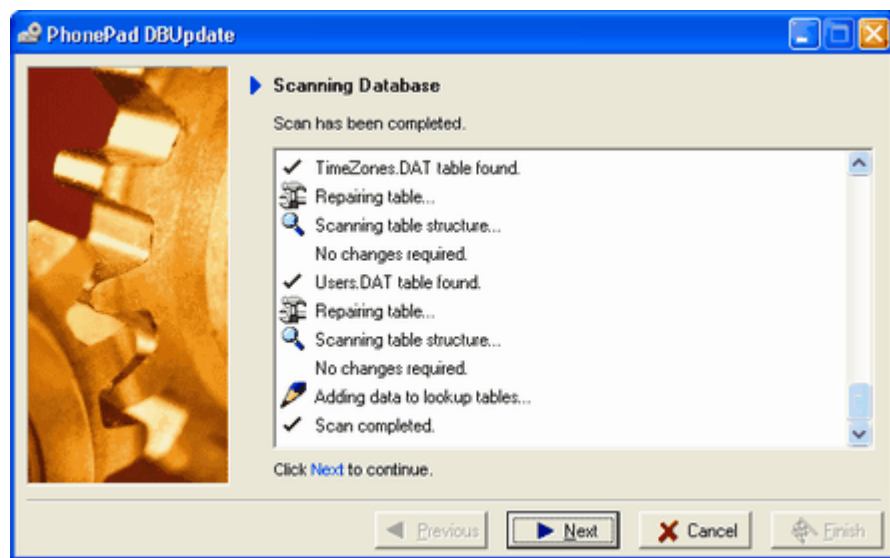 PhonePad DBUpdate
Scanning Database
Scan has been completed.
TimeZones.DAT table found.
Repairing table...
Scanning table structure...
No changes required.
Users.DAT table found.
Repairing table...
Scanning table structure...
No changes required.
Adding data to lookup tables...
Scan completed.
Click Next to continue.
Previous
Next
Cancel
Finish